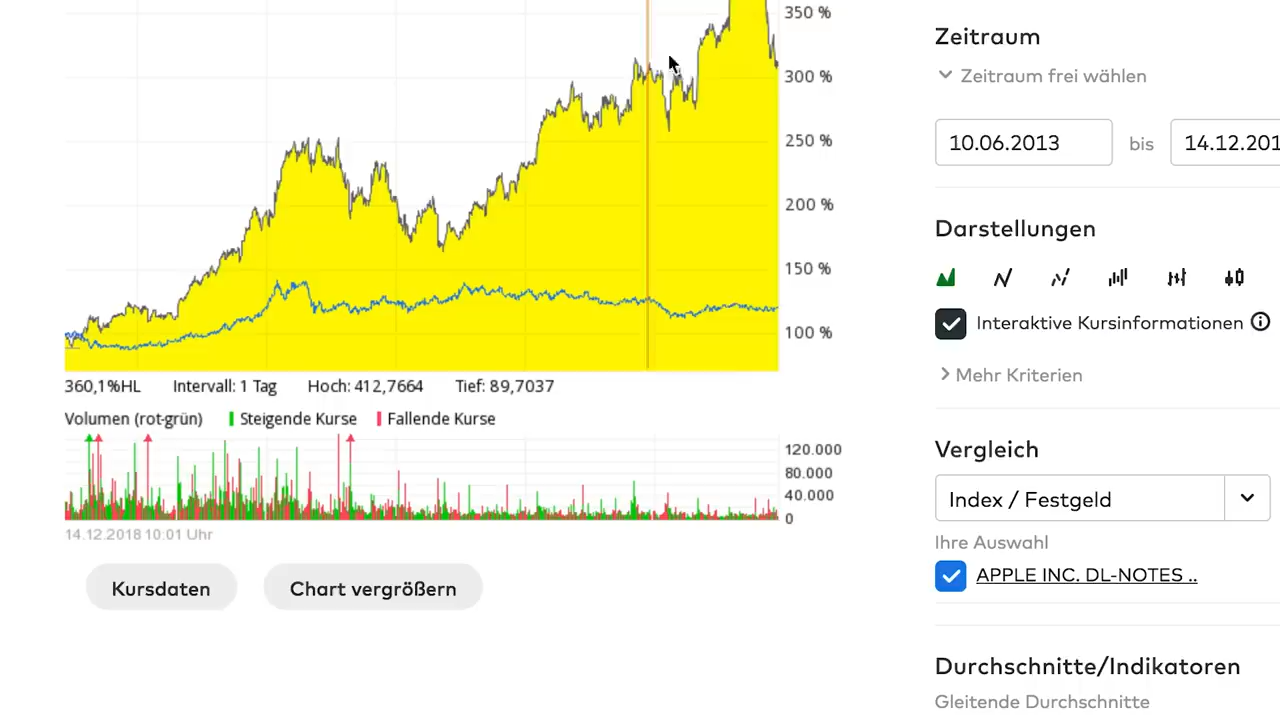 350 %
300 %
250 %
200 %
150 %
100 %
360,1%HL Intervall: 1 Tag Hoch: 412,7664 Tief: 89,7037
Volumen (rot-grün) Steigende Kurse Fallende Kurse
120.000
80.000
40.000
0
14.12.2018 10:01 Uhr
Kursdaten Chart vergrößern
Zeitraum
Zeitraum frei wählen
10.06.2013 bis 14.12.201
Darstellungen
Interaktive Kursinformationen
Mehr Kriterien
Vergleich
Index / Festgeld
Ihre Auswahl
APPLE INC. DL-NOTES ..
Durchschnitte/Indikatoren
Gleitende Durchschnitte